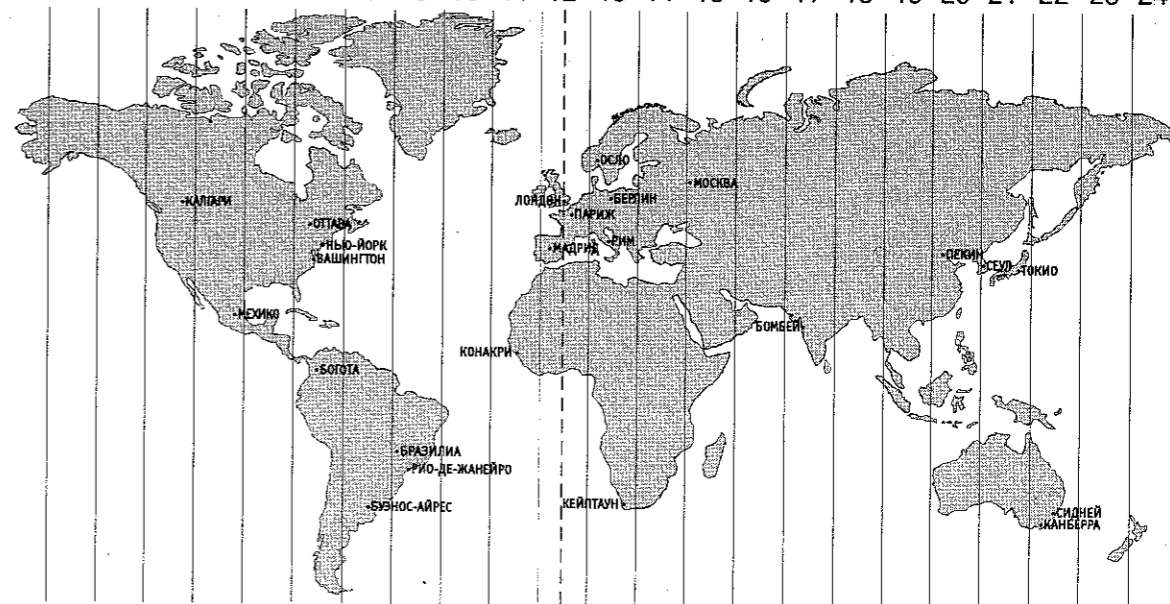 12 13 14 15 16 17 18 19 20 21 22 23 24
ОСЛО
МОСКВА
КАЛГАРИ
ЛОНДОН
БЕРЛИН
ПАРИЖ
ОТТАВА
НЬЮ-ЙОРК
РИМ
МАДРИД
ВАШИНГТОН
ПЕКИН
СЕУЛ
ТОКИО
МЕХИКО
БОМБЕЙ
КОНАКРИ
БОГОТА
БРАЗИЛИА
РИО-ДЕ-ЖАНЕЙРО
КЕЙПТАУН
БУЭНОС-АЙРЕС
СИДНЕЙ
КАНБЕРРА